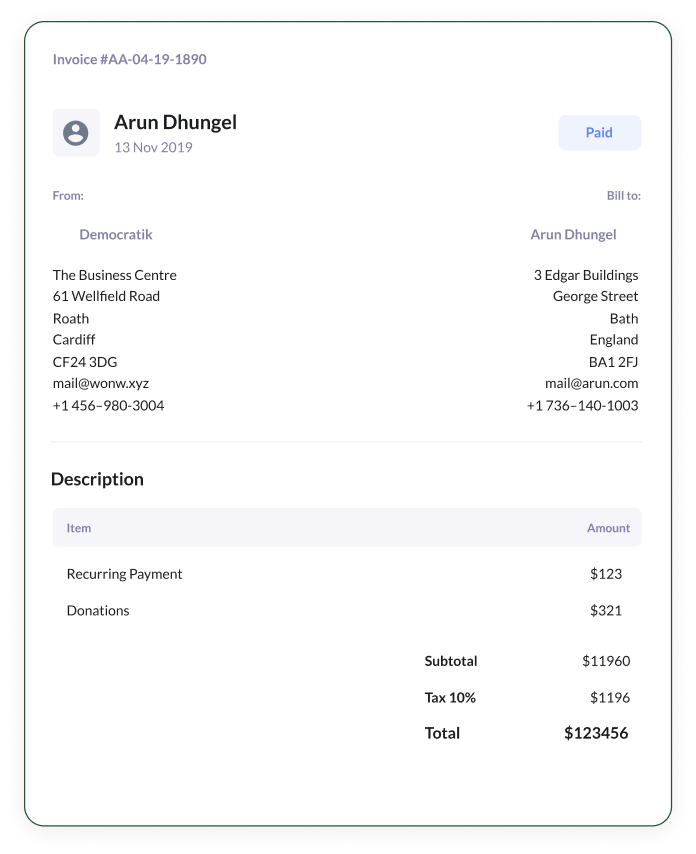 Invoice #AA-04-19-1890
Arun Dhungel
13 Nov 2019
Paid
From:
Democratik
The Business Centre
61 Wellfield Road
Roath
Cardiff
CF24 3DG
mail@wonw.xyz
+1 456–980-3004
Bill to:
Arun Dhungel
3 Edgar Buildings
George Street
Bath
England
BA1 2FJ
mail@arun.com
+1 736–140-1003
Description
Item Amount
Recurring Payment $123
Donations $321
Subtotal $11960
Tax 10% $1196
Total $123456